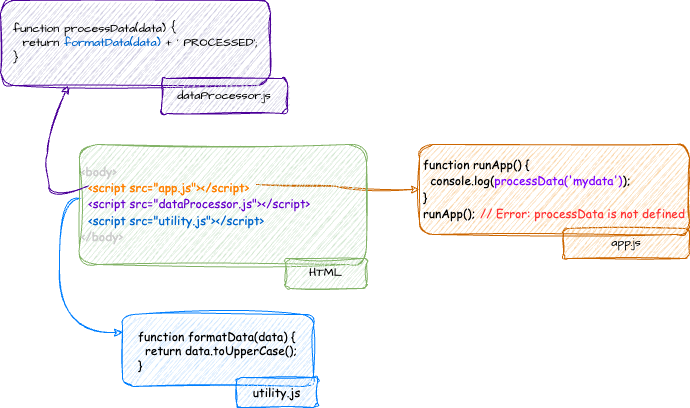 function processData(data) {
return formatData(data) + ' PROCESSED';
}
dataProcessor.js
<body>
<script src="app.js"></script>
<script src="dataProcessor.js"></script>
<script src="utility.js"></script>
</body>
HTML
function runApp() {
console.log(processData('mydata'));
}
runApp(); // Error: processData is not defined
app.js
function formatData(data) {
return data.toUpperCase();
}
utility.js